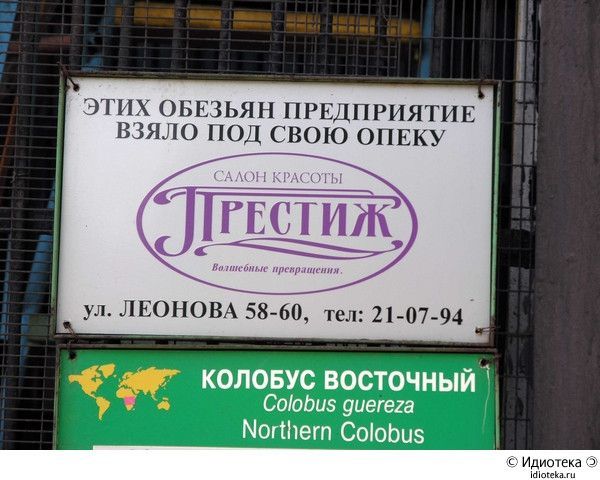 ЭТИХ ОБЕЗЬЯН ПРЕДПРИЯТИЕ
ВЗЯЛО ПОД СВОЮ ОПЕКУ
САЛОН КРАСОТЫ
ПРЕСТИЖ
Волшебные превращения.
ул. ЛЕОНОВА 58-60, тел: 21-07-94
КОЛОБУС ВОСТОЧНЫЙ
Colobus guereza
Northern Colobus
© Идиотека
idioteka.ru